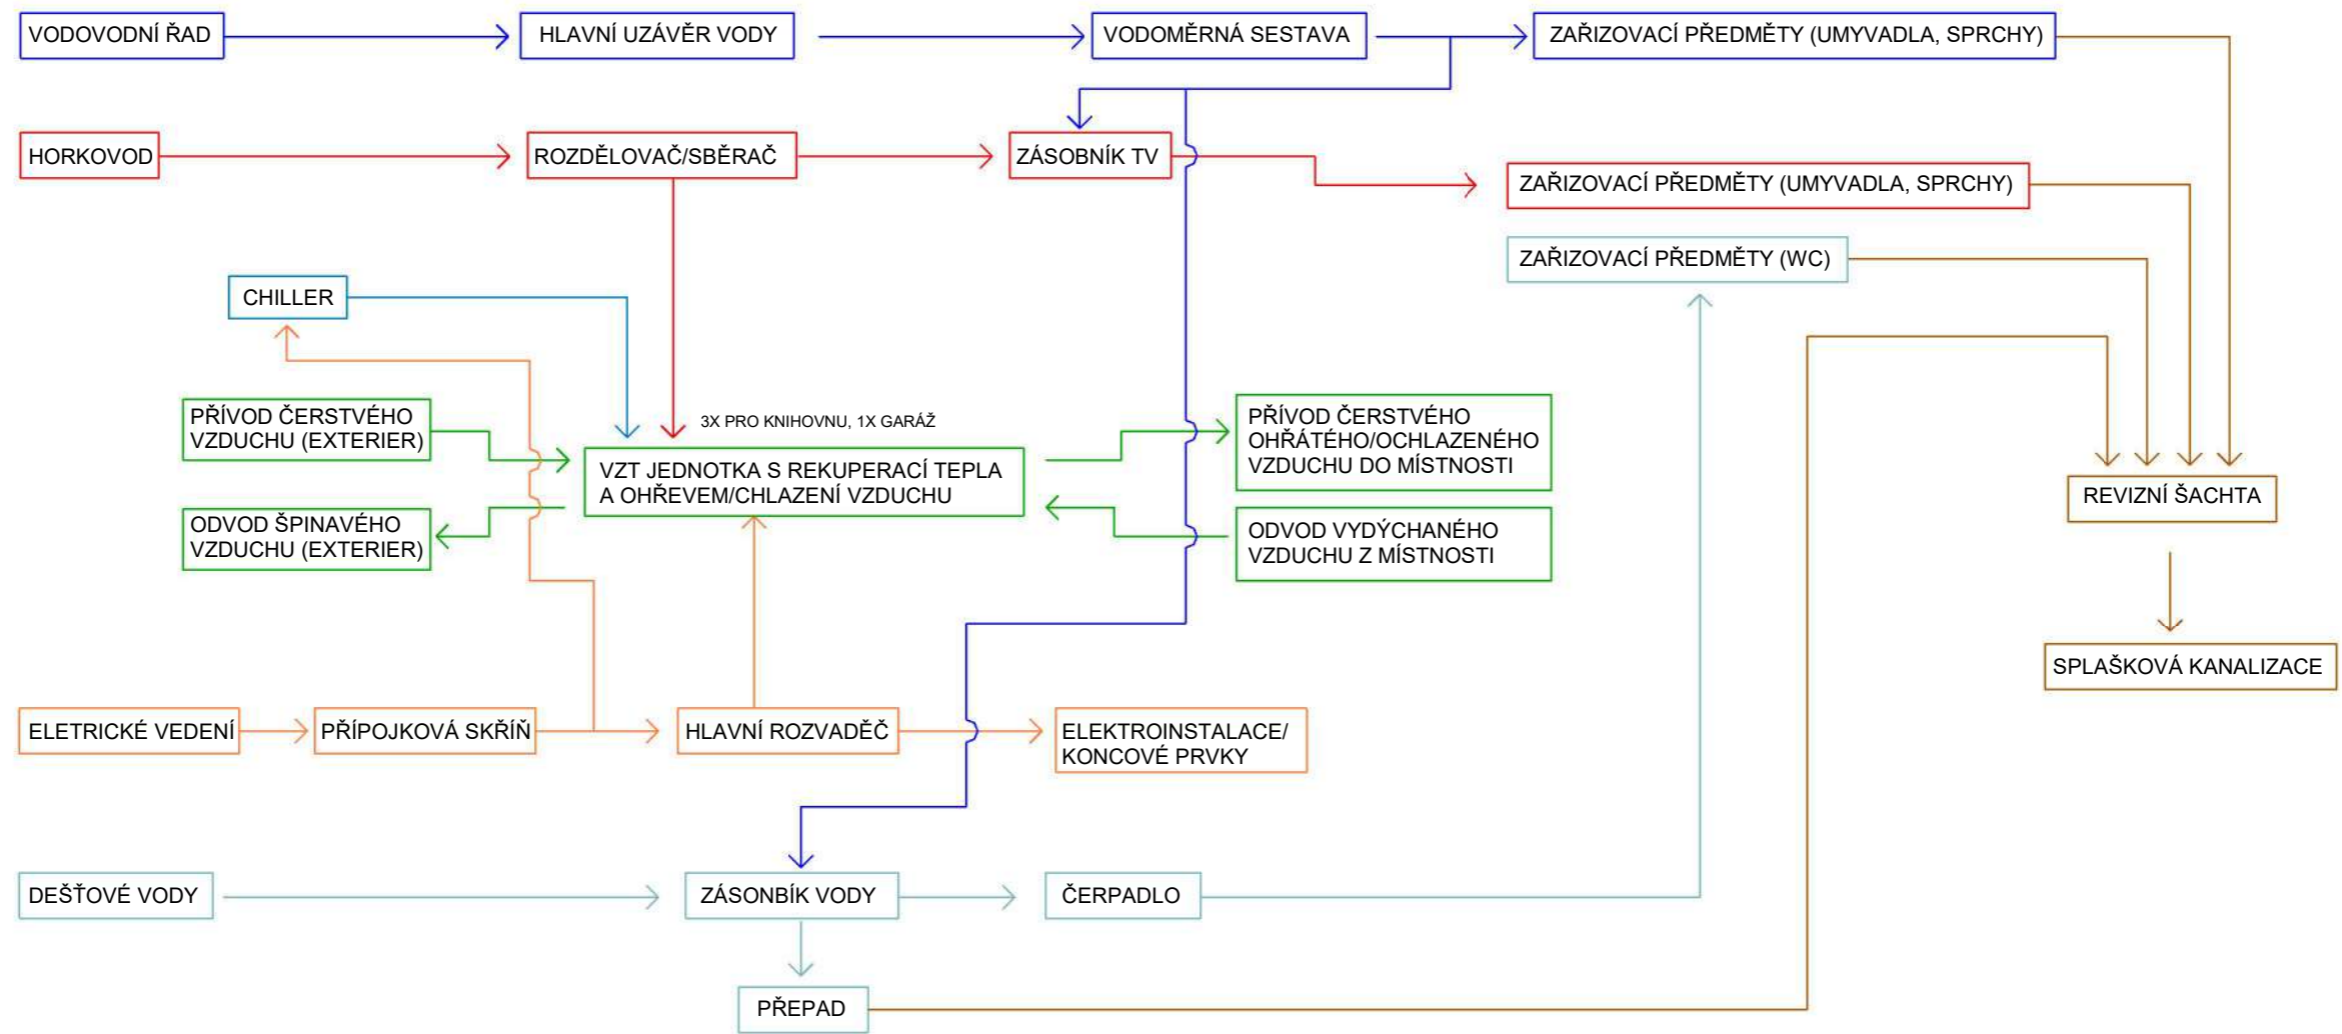 VODOVODNÍ ŘAD
HLAVNÍ UZÁVĚR VODY
VODOMĚRNÁ SESTAVA
ZAŘIZOVACÍ PŘEDMĚTY (UMYVADLA, SPRCHY)
HORKOVOD
ROZDĚLOVAČ/SBĚRAČ
ZÁSOBNÍK TV
ZAŘIZOVACÍ PŘEDMĚTY (UMYVADLA, SPRCHY)
ZAŘIZOVACÍ PŘEDMĚTY (WC)
CHILLER
PŘÍVOD ČERSTVÉHO
VZDUCHU (EXTERIER)
3X PRO KNIHOVNU, 1X GARÁŽ
VZT JEDNOTKA S REKUPERACÍ TEPLA
A OHŘEVEM/CHLAZENÍ VZDUCHU
PŘÍVOD ČERSTVÉHO
OHŘÁTÉHO/OCHLAZENÉHO
VZDUCHU DO MÍSTNOSTI
ODVOD ŠPINAVÉHO
VZDUCHU (EXTERIER)
ODVOD VYDÝCHANÉHO
VZDUCHU Z MÍSTNOSTI
REVIZNÍ ŠACHTA
SPLAŠKOVÁ KANALIZACE
ELETRICKÉ VEDENÍ
PŘÍPOJKOVÁ SKŘÍŇ
HLAVNÍ ROZVADĚČ
ELEKTROINSTALACE/
KONCOVÉ PRVKY
DEŠŤOVÉ VODY
ZÁSONBÍK VODY
ČERPADLO
PŘEPAD